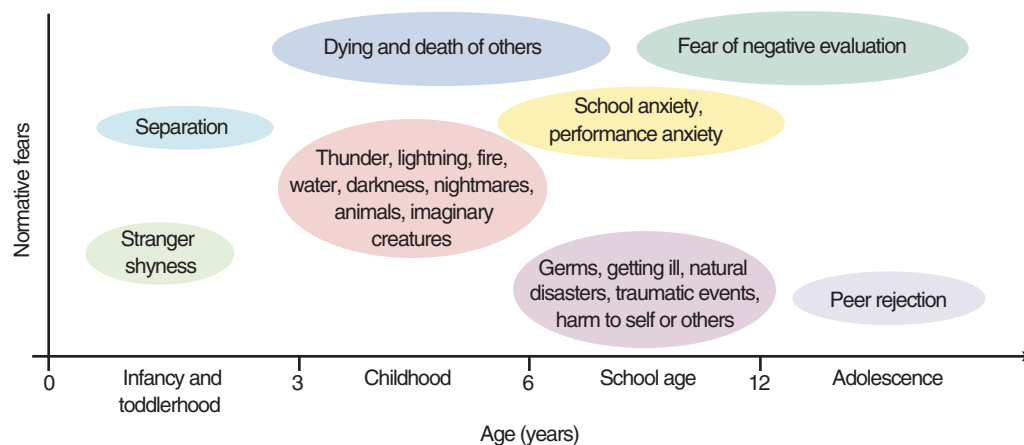 Dying and death of others
Fear of negative evaluation
Separation
School anxiety,
performance anxiety
Thunder, lightning, fire,
water, darkness, nightmares,
animals, imaginary
creatures
Stranger
shyness
Germs, getting ill, natural
disasters, traumatic events,
harm to self or others
Peer rejection
Normative fears
0
Infancy and
toddlerhood
3
Childhood
6
School age
12
Adolescence
Age (years)